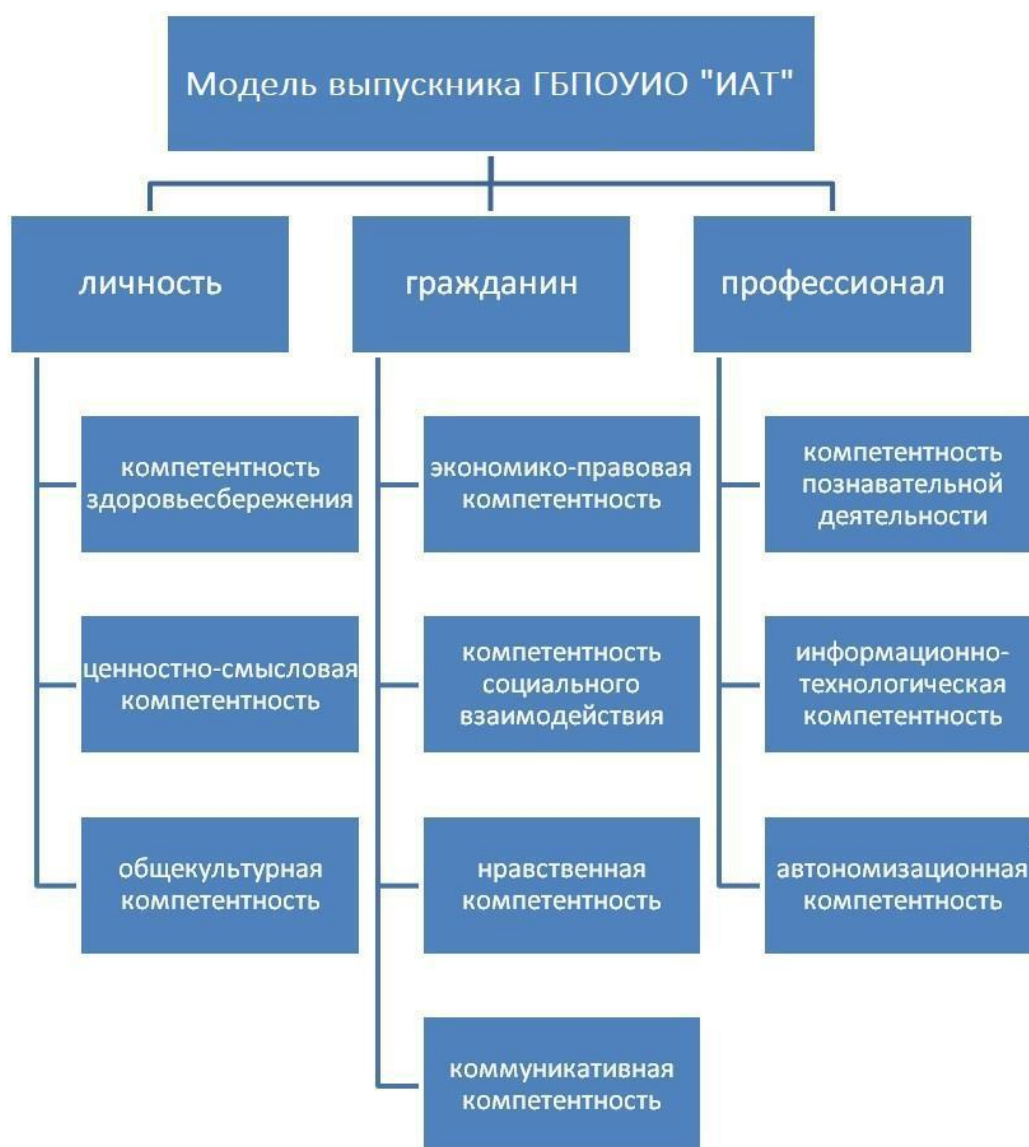 Модель выпускника ГБПОУИО "ИАТ"
личность
гражданин
профессионал
компетентность
здоровьесбережения
ценностно-смысловая
компетентность
общекультурная
компетентность
экономико-правовая
компетентность
компетентность
социального
взаимодействия
нравственная
компетентность
коммуникативная
компетентность
компетентность
познавательной
деятельности
информационно-
технологическая
компетентность
автономизационная
компетентность